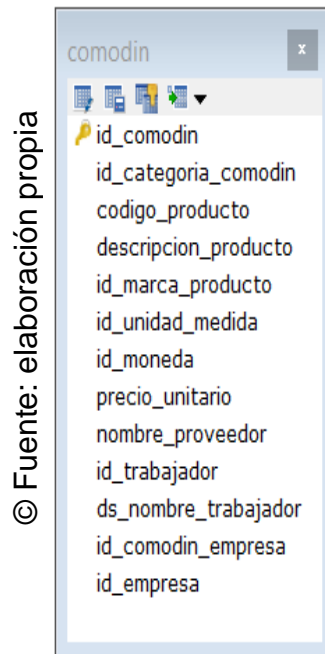 comodin
x
id_comodin
id_categoria_comodin
codigo_producto
descripcion_producto
id_marca_producto
id_unidad_medida
id_moneda
precio_unitario
nombre_proveedor
id_trabajador
ds_nombre_trabajador
id_comodin_empresa
id_empresa
© Fuente: elaboración propia